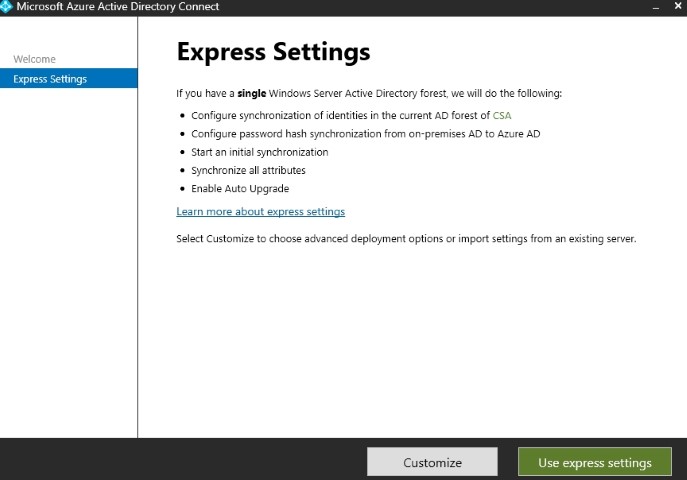 Microsoft Azure Active Directory Connect
Welcome
Express Settings
Express Settings
If you have a single Windows Server Active Directory forest, we will do the following:
• Configure synchronization of identities in the current AD forest of CSA
• Configure password hash synchronization from on-premises AD to Azure AD
• Start an initial synchronization
• Synchronize all attributes
• Enable Auto Upgrade
Learn more about express settings
Select Customize to choose advanced deployment options or import settings from an existing server.
Customize
Use express settings